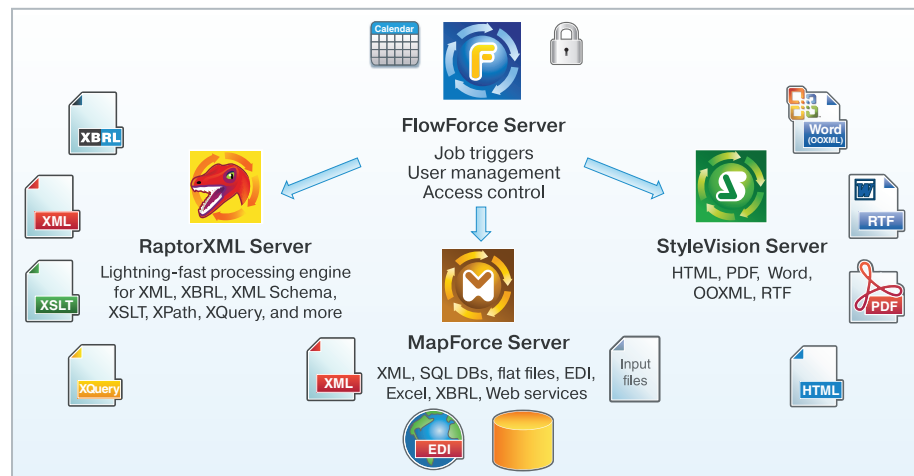 Calendar
F
FlowForce Server
Job triggers
User management
Access control
XBRL
XML
XSLT
XQuery
RaptorXML Server
Lightning-fast processing engine
for XML, XBRL, XML Schema,
XSLT, XPath, XQuery, and more
MapForce Server
XML, SQL DBs, flat files, EDI,
Excel, XBRL, Web services
XML
Input
files
EDI
StyleVision Server
HTML, PDF, Word,
OOXML, RTF
Word
(OOXML)
W
RTF
PDF
HTML